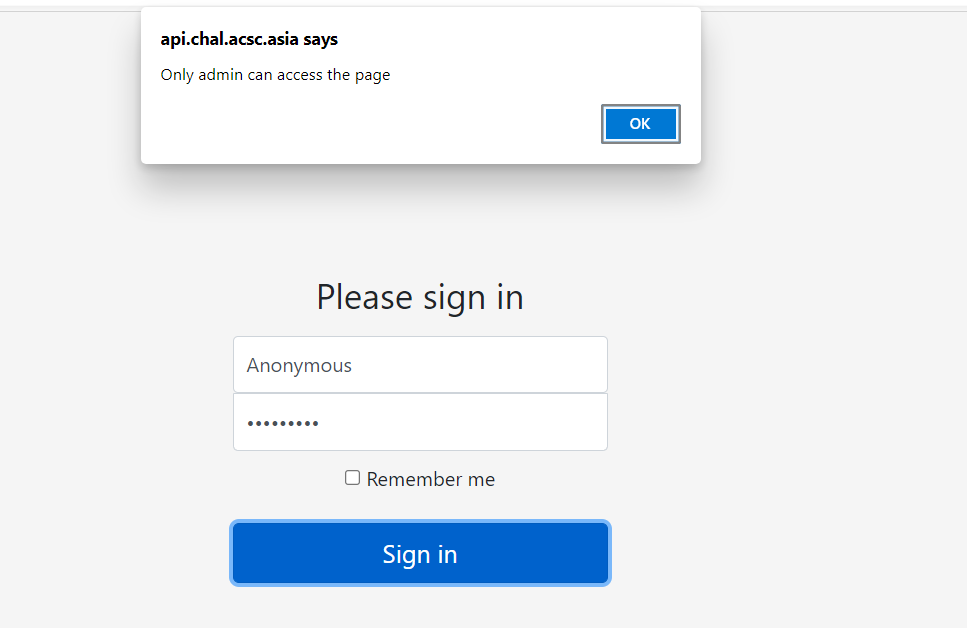 api.chal.acsc.asia says
Only admin can access the page
OK
Please sign in
Anonymous
•••••••••
Remember me
Sign in